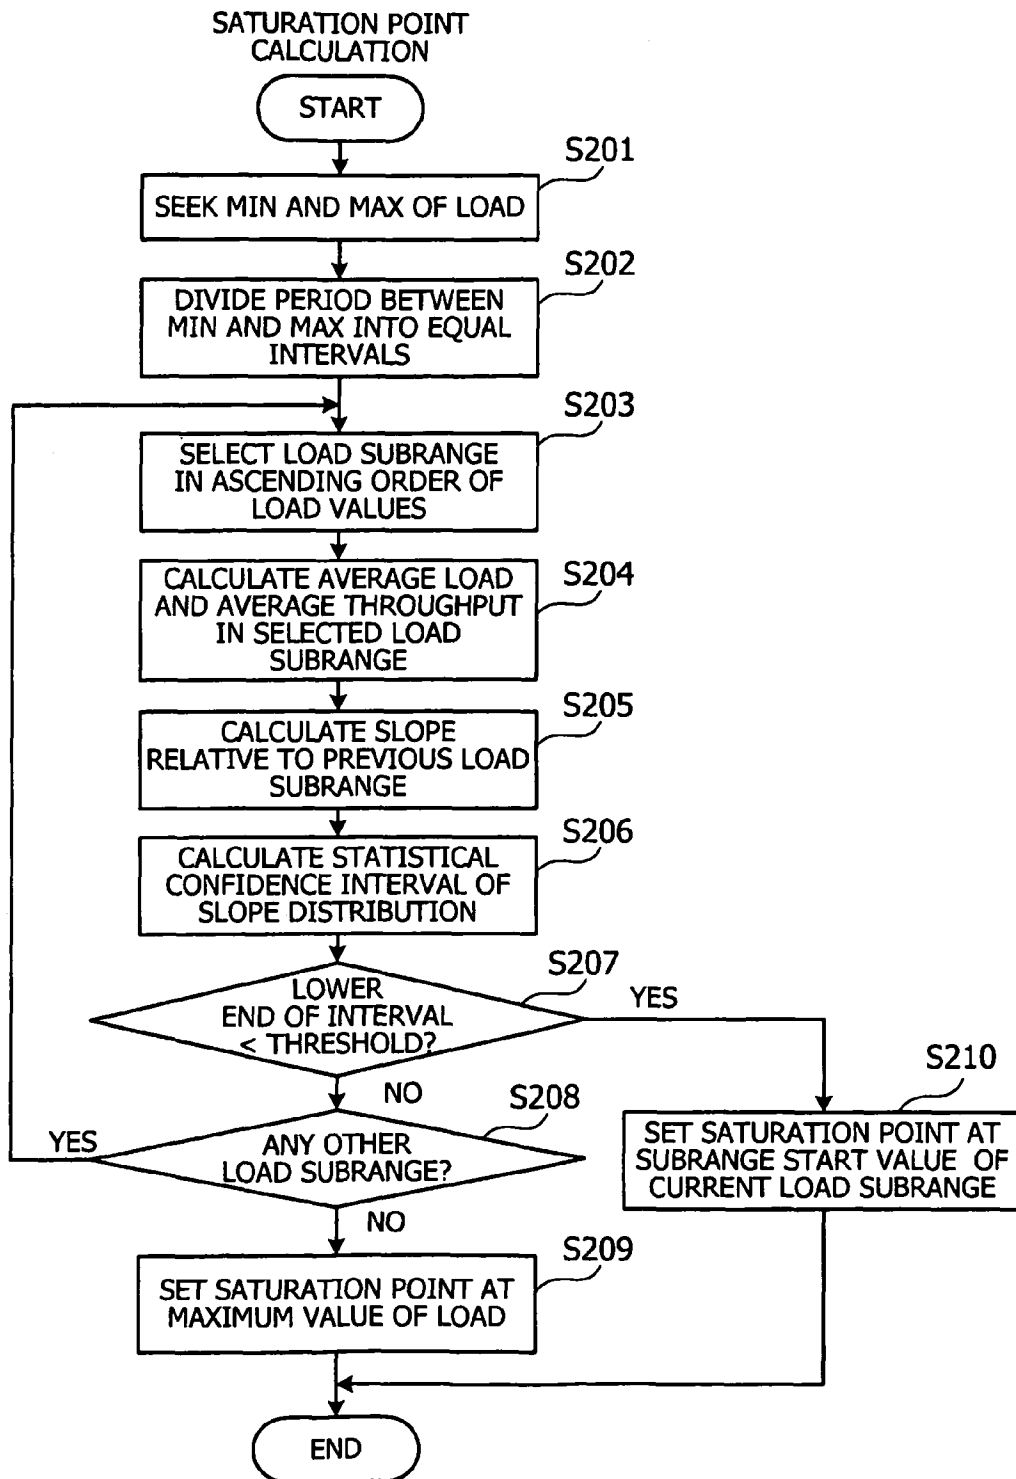 SATURATION POINT
CALCULATION
START
S201
SEEK MIN AND MAX OF LOAD
S202
DIVIDE PERIOD BETWEEN
MIN AND MAX INTO EQUAL
INTERVALS
S203
SELECT LOAD SUBRANGE
IN ASCENDING ORDER OF
LOAD VALUES
S204
CALCULATE AVERAGE LOAD
AND AVERAGE THROUGHPUT
IN SELECTED LOAD
SUBRANGE
S205
CALCULATE SLOPE
RELATIVE TO PREVIOUS LOAD
SUBRANGE
S206
CALCULATE STATISTICAL
CONFIDENCE INTERVAL OF
SLOPE DISTRIBUTION
S207
LOWER
END OF INTERVAL
< THRESHOLD?
YES
NO
S208
ANY OTHER
LOAD SUBRANGE?
YES
NO
S210
SET SATURATION POINT AT
SUBRANGE START VALUE OF
CURRENT LOAD SUBRANGE
S209
SET SATURATION POINT AT
MAXIMUM VALUE OF LOAD
END